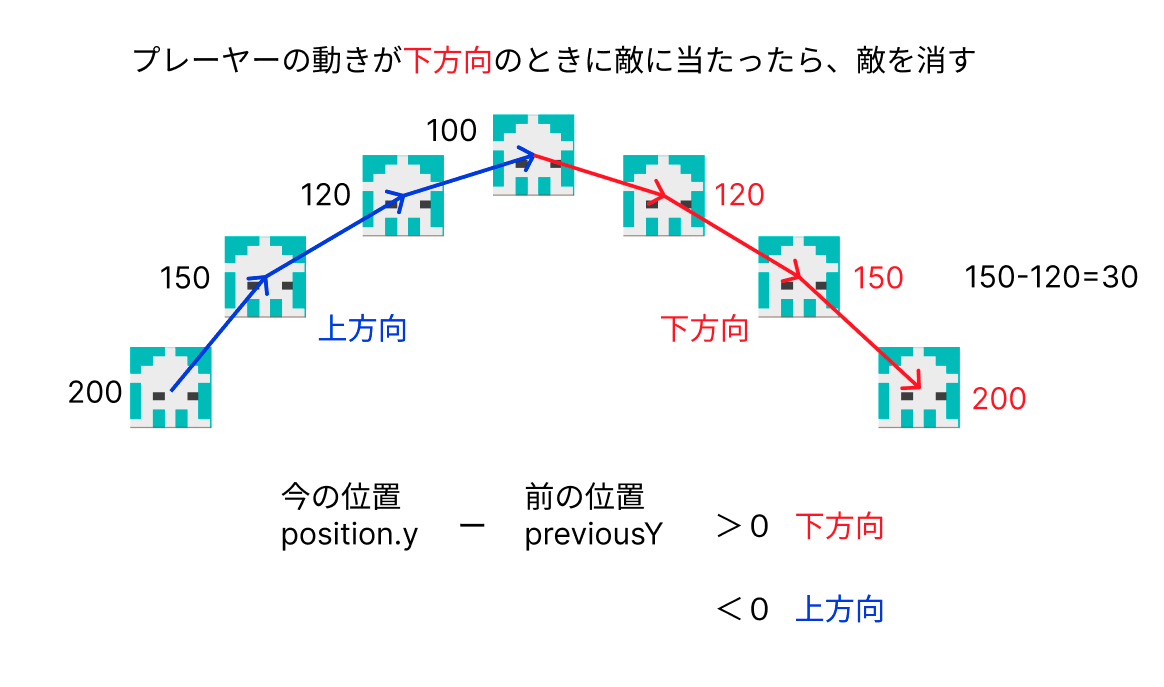 プレーヤーの動きが下方向のときに敵に当たったら、敵を消す
100
120
120
150
150
150-120=30
上方向
下方向
200
200
今の位置 前の位置
position.y － previousY ＞0 下方向
＜0 上方向